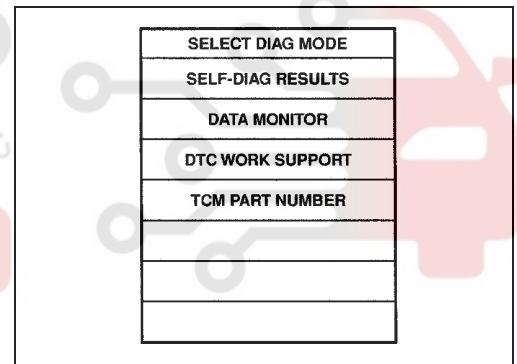 SELECT DIAG MODE
SELF-DIAG RESULTS
DATA MONITOR
DTC WORK SUPPORT
TCM PART NUMBER